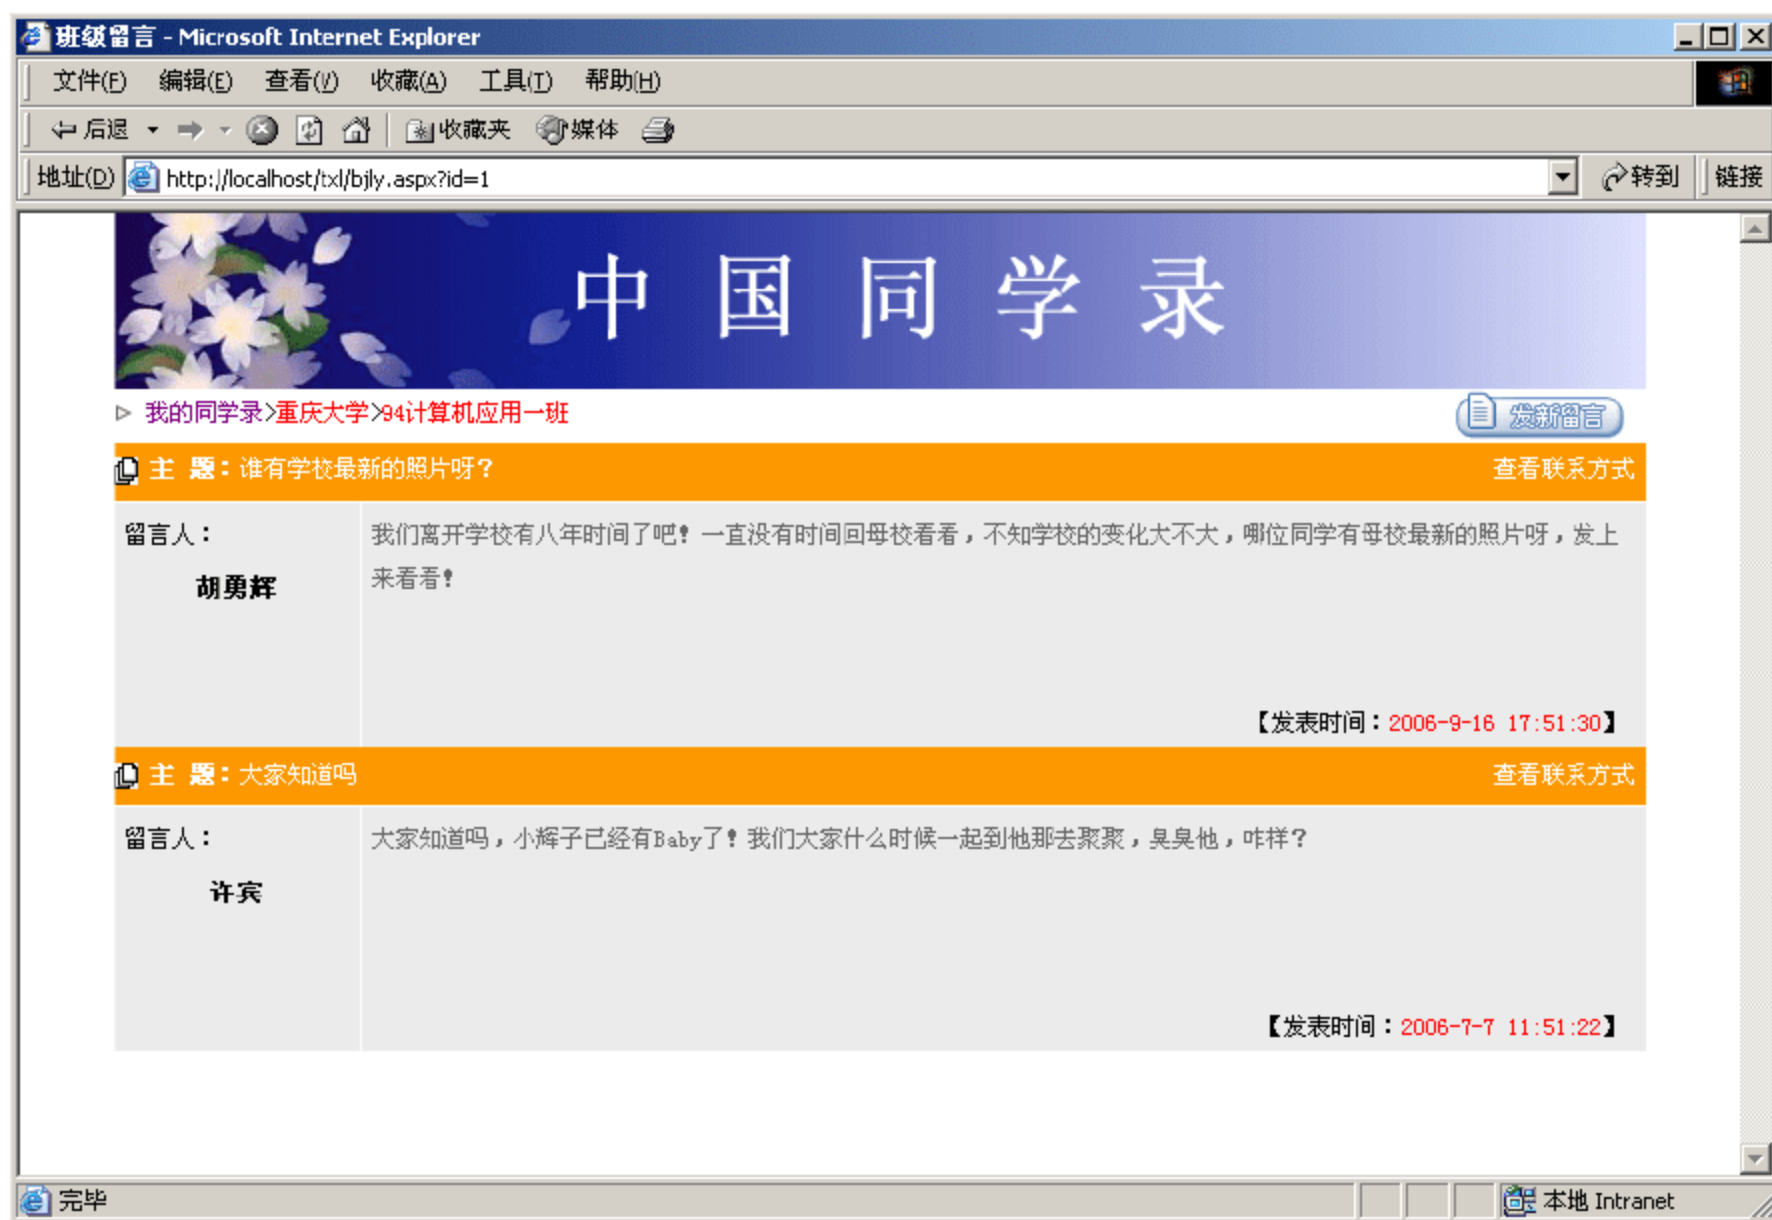 班级留言 - Microsoft Internet Explorer
文件(F) 编辑(E) 查看(V) 收藏(A) 工具(T) 帮助(H)
后退 收藏夹 媒体
地址(D) http://localhost/txl/bjly.aspx?id=1 转到 链接
中国同学录
我的同学录>重庆大学>94计算机应用一班 发新留言
主 题：谁有学校最新的照片呀？ 查看联系方式
留言人：
胡勇辉
我们离开学校有八年时间了吧！一直没有时间回母校看看，不知学校的变化大不大，哪位同学有母校最新的照片呀，发上
来看看！
【发表时间：2006-9-16 17:51:30】
主 题：大家知道吗 查看联系方式
留言人：
许宾
大家知道吗，小辉子已经有Baby了！我们大家什么时候一起到他那去聚聚，臭臭他，咋样？
【发表时间：2006-7-7 11:51:22】
完毕 本地 Intranet